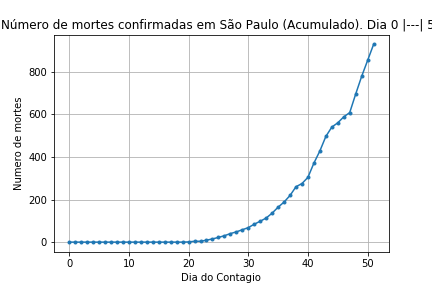 Número de mortes confirmadas em São Paulo (Acumulado). Dia 0 |---| 5
800
600
400
200
0
Numero de mortes
0 10 20 30 40 50
Dia do Contagio